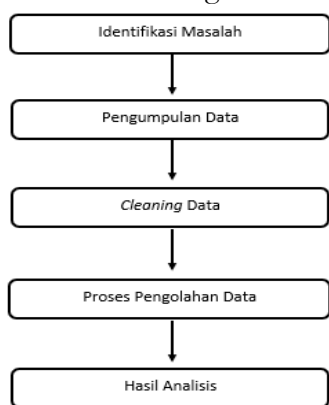 Identifikasi Masalah
Pengumpulan Data
Cleaning Data
Proses Pengolahan Data
Hasil Analisis